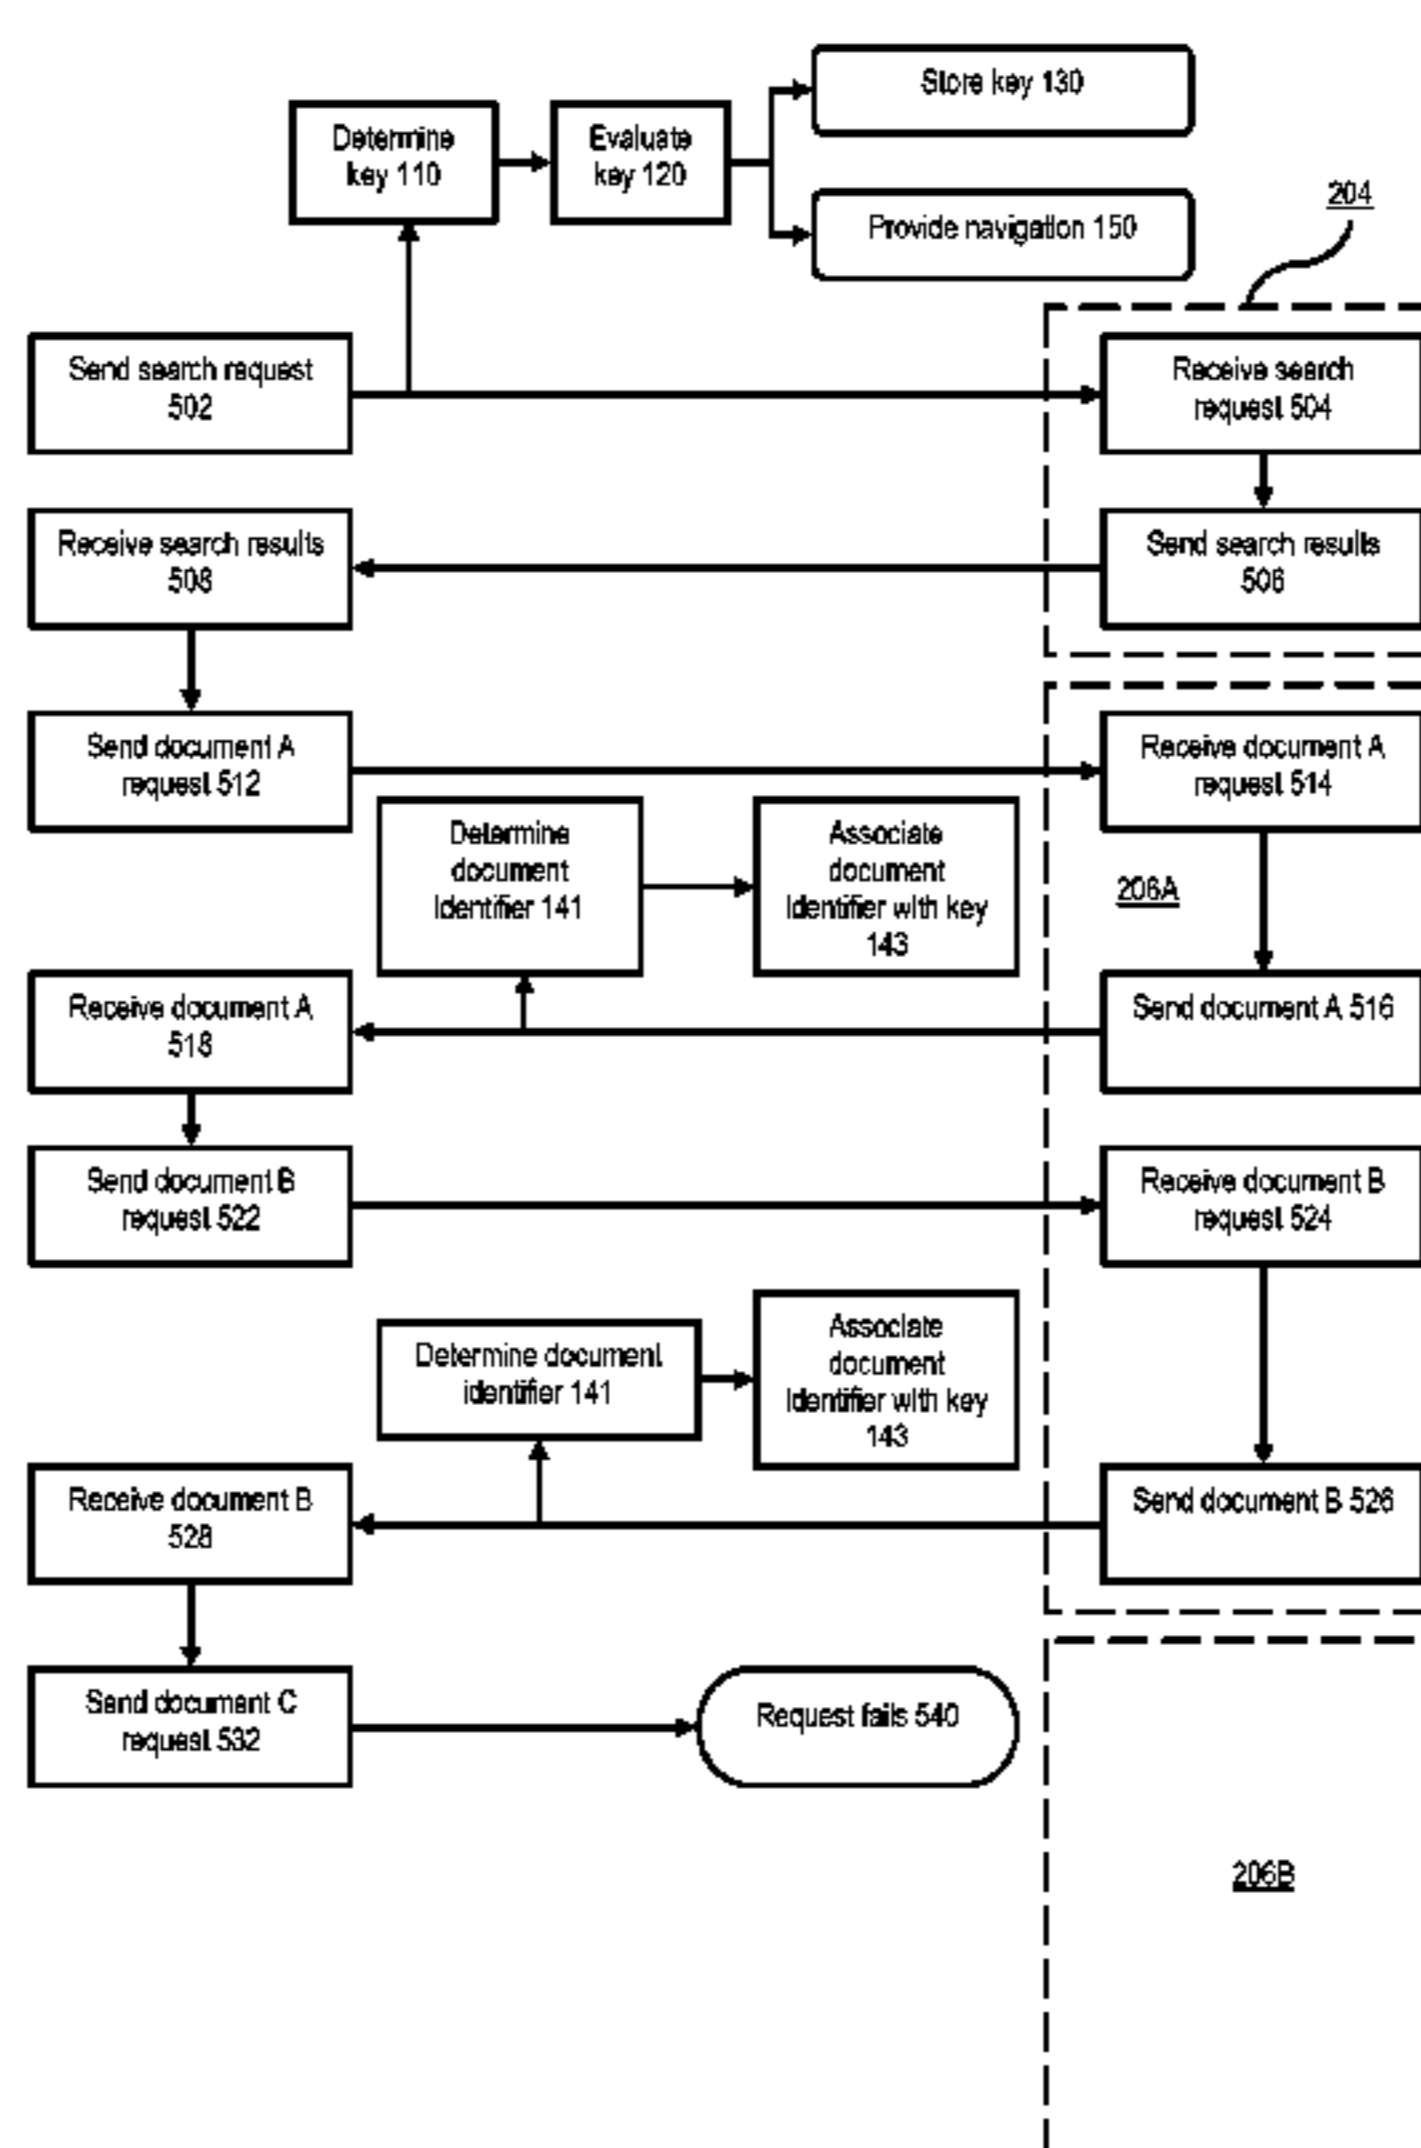 Store key 130
Determine
key 110
Evaluate
key 120
Provide navigation 150
204
Send search request
502
Receive search
request 504
Receive search results
508
Send search results
506
Send document A
request 512
Receive document A
request 514
Determine
document
identifier 141
Associate
document
identifier with key
143
206A
Receive document A
518
Send document A 516
Send document B
request 522
Receive document B
request 524
Determine document
identifier 141
Associate
document
identifier with key
143
Receive document B
528
Send document B 526
Send document C
request 532
Request fails 540
206B